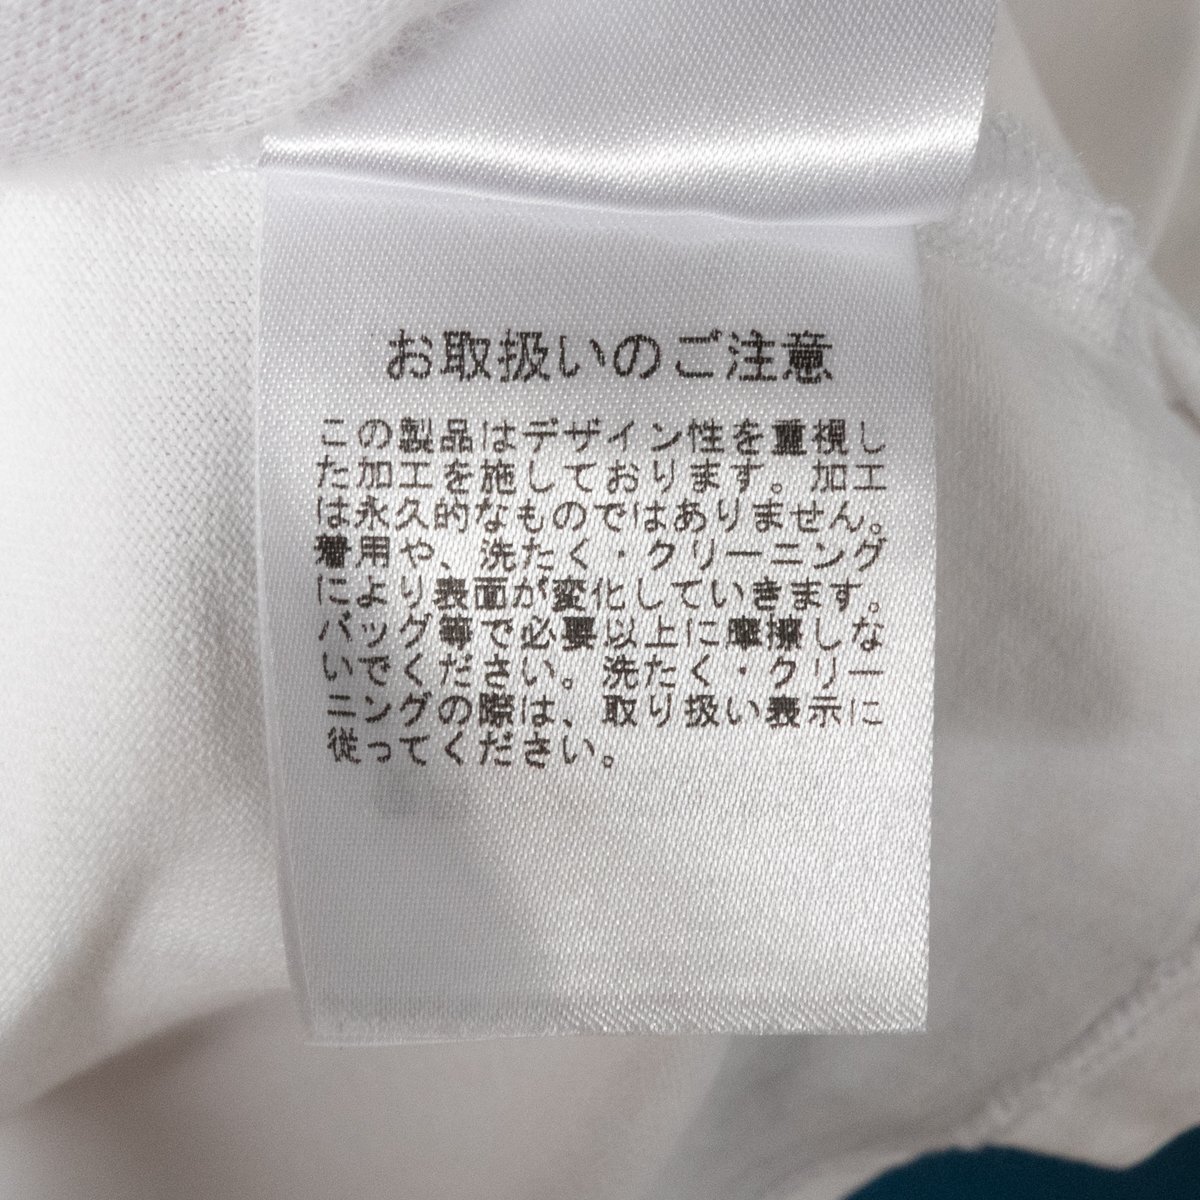 お取扱いのご注意
この製品はデザイン性を重視し
た加工を施しております。加工
は永久的なものではありません。
着用や、洗たく・クリーニング
により表面が変化していきます。
バッグ等で必要以上に摩擦しな
いでください。洗たく・クリー
ニングの際は、取り扱い表示に
従ってください。